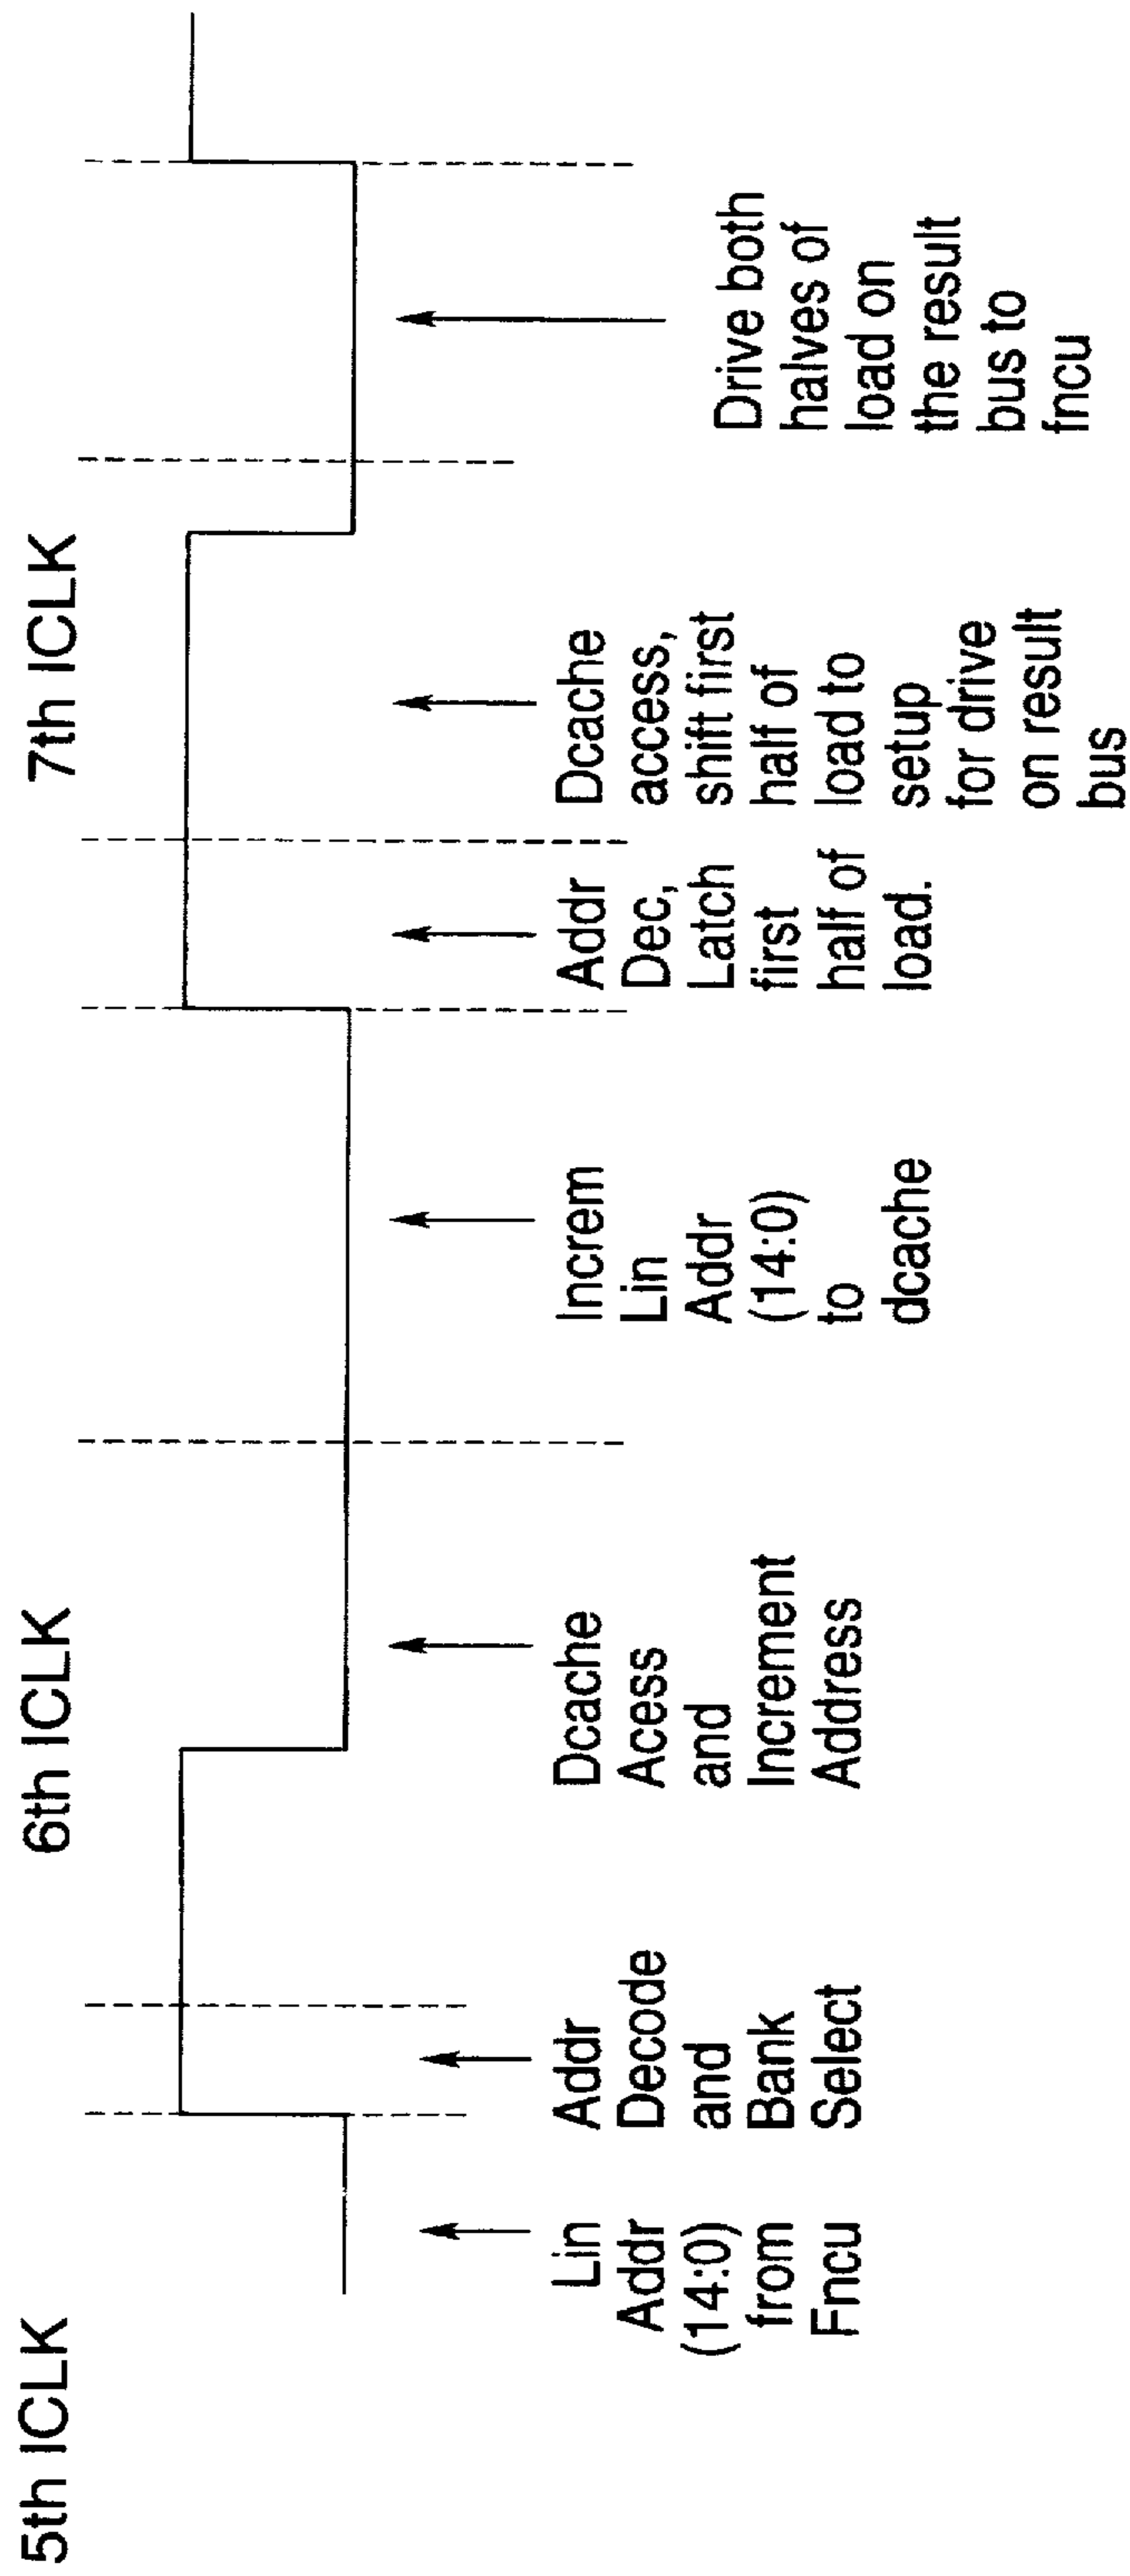 5th ICLK
6th ICLK
7th ICLK
Lin
Addr
(14:0)
from
Fncu
Addr
Decode
and
Bank
Select
Dcache
Acess
and
Increment
Address
Increm
Lin
Addr
(14:0)
to
dcache
Addr
Dec,
Latch
first
half of
load.
Dcache
access,
shift first
half of
load to
setup
for drive
on result
bus
Drive both
halves of
load on
the result
bus to
fncu